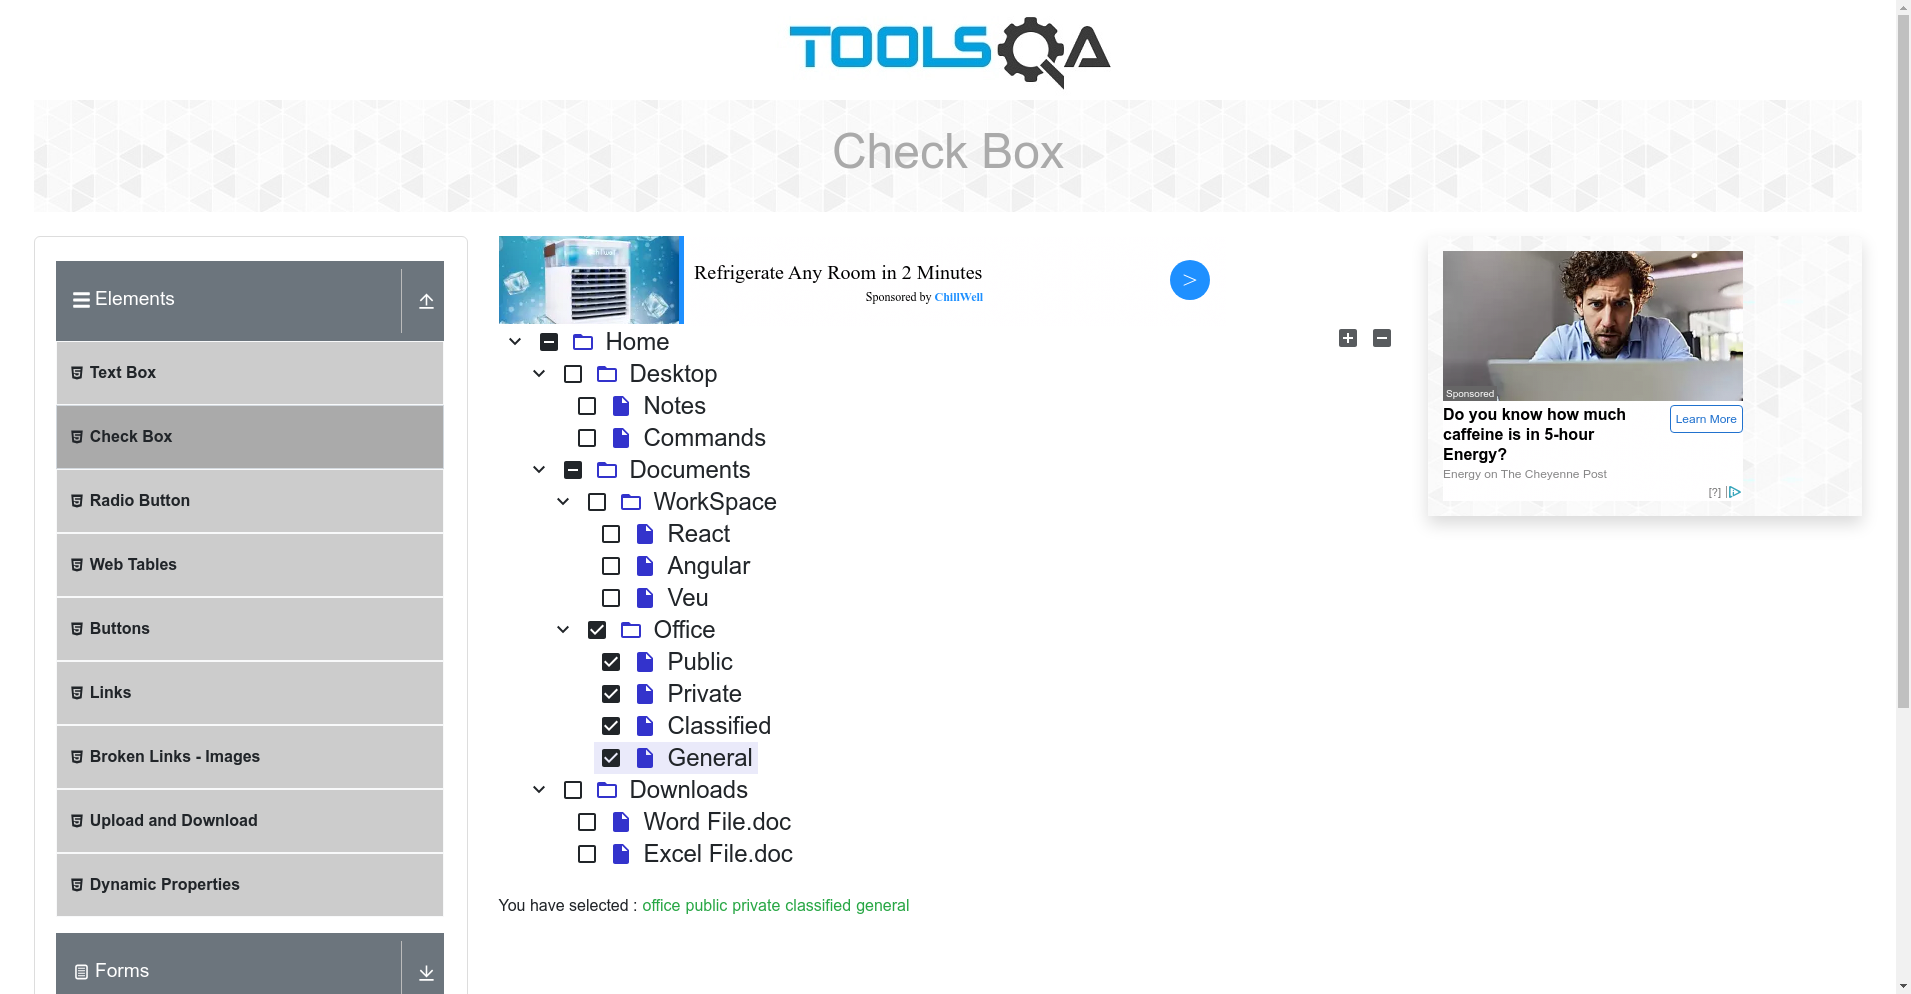 TOOLSQA
Check Box
Elements
Text Box
Check Box
Radio Button
Web Tables
Buttons
Links
Broken Links - Images
Upload and Download
Dynamic Properties
Forms
Refrigerate Any Room in 2 Minutes
Sponsored by ChillWell
>
Home
Desktop
Notes
Commands
Documents
WorkSpace
React
Angular
Veu
Office
Public
Private
Classified
General
Downloads
Word File.doc
Excel File.doc
You have selected : office public private classified general
Sponsored
Do you know how much
caffeine is in 5-hour
Energy?
Learn More
Energy on The Cheyenne Post
[?]